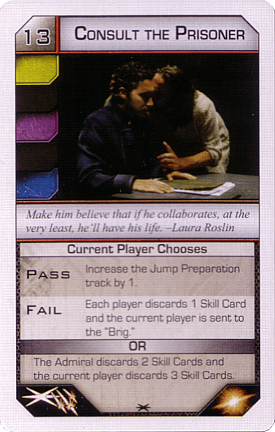 13 CONSULT THE PRISONER
Make him believe that if he collaborates, at the
very least, he'll have his life. –Laura Roslin
Current Player Chooses
PASS Increase the Jump Preparation
track by 1.
FAIL Each player discards 1 Skill Card
and the current player is sent
to the "Brig."
OR
The Admiral discards 2 Skill Cards and
the current player discards 3 Skill Cards.